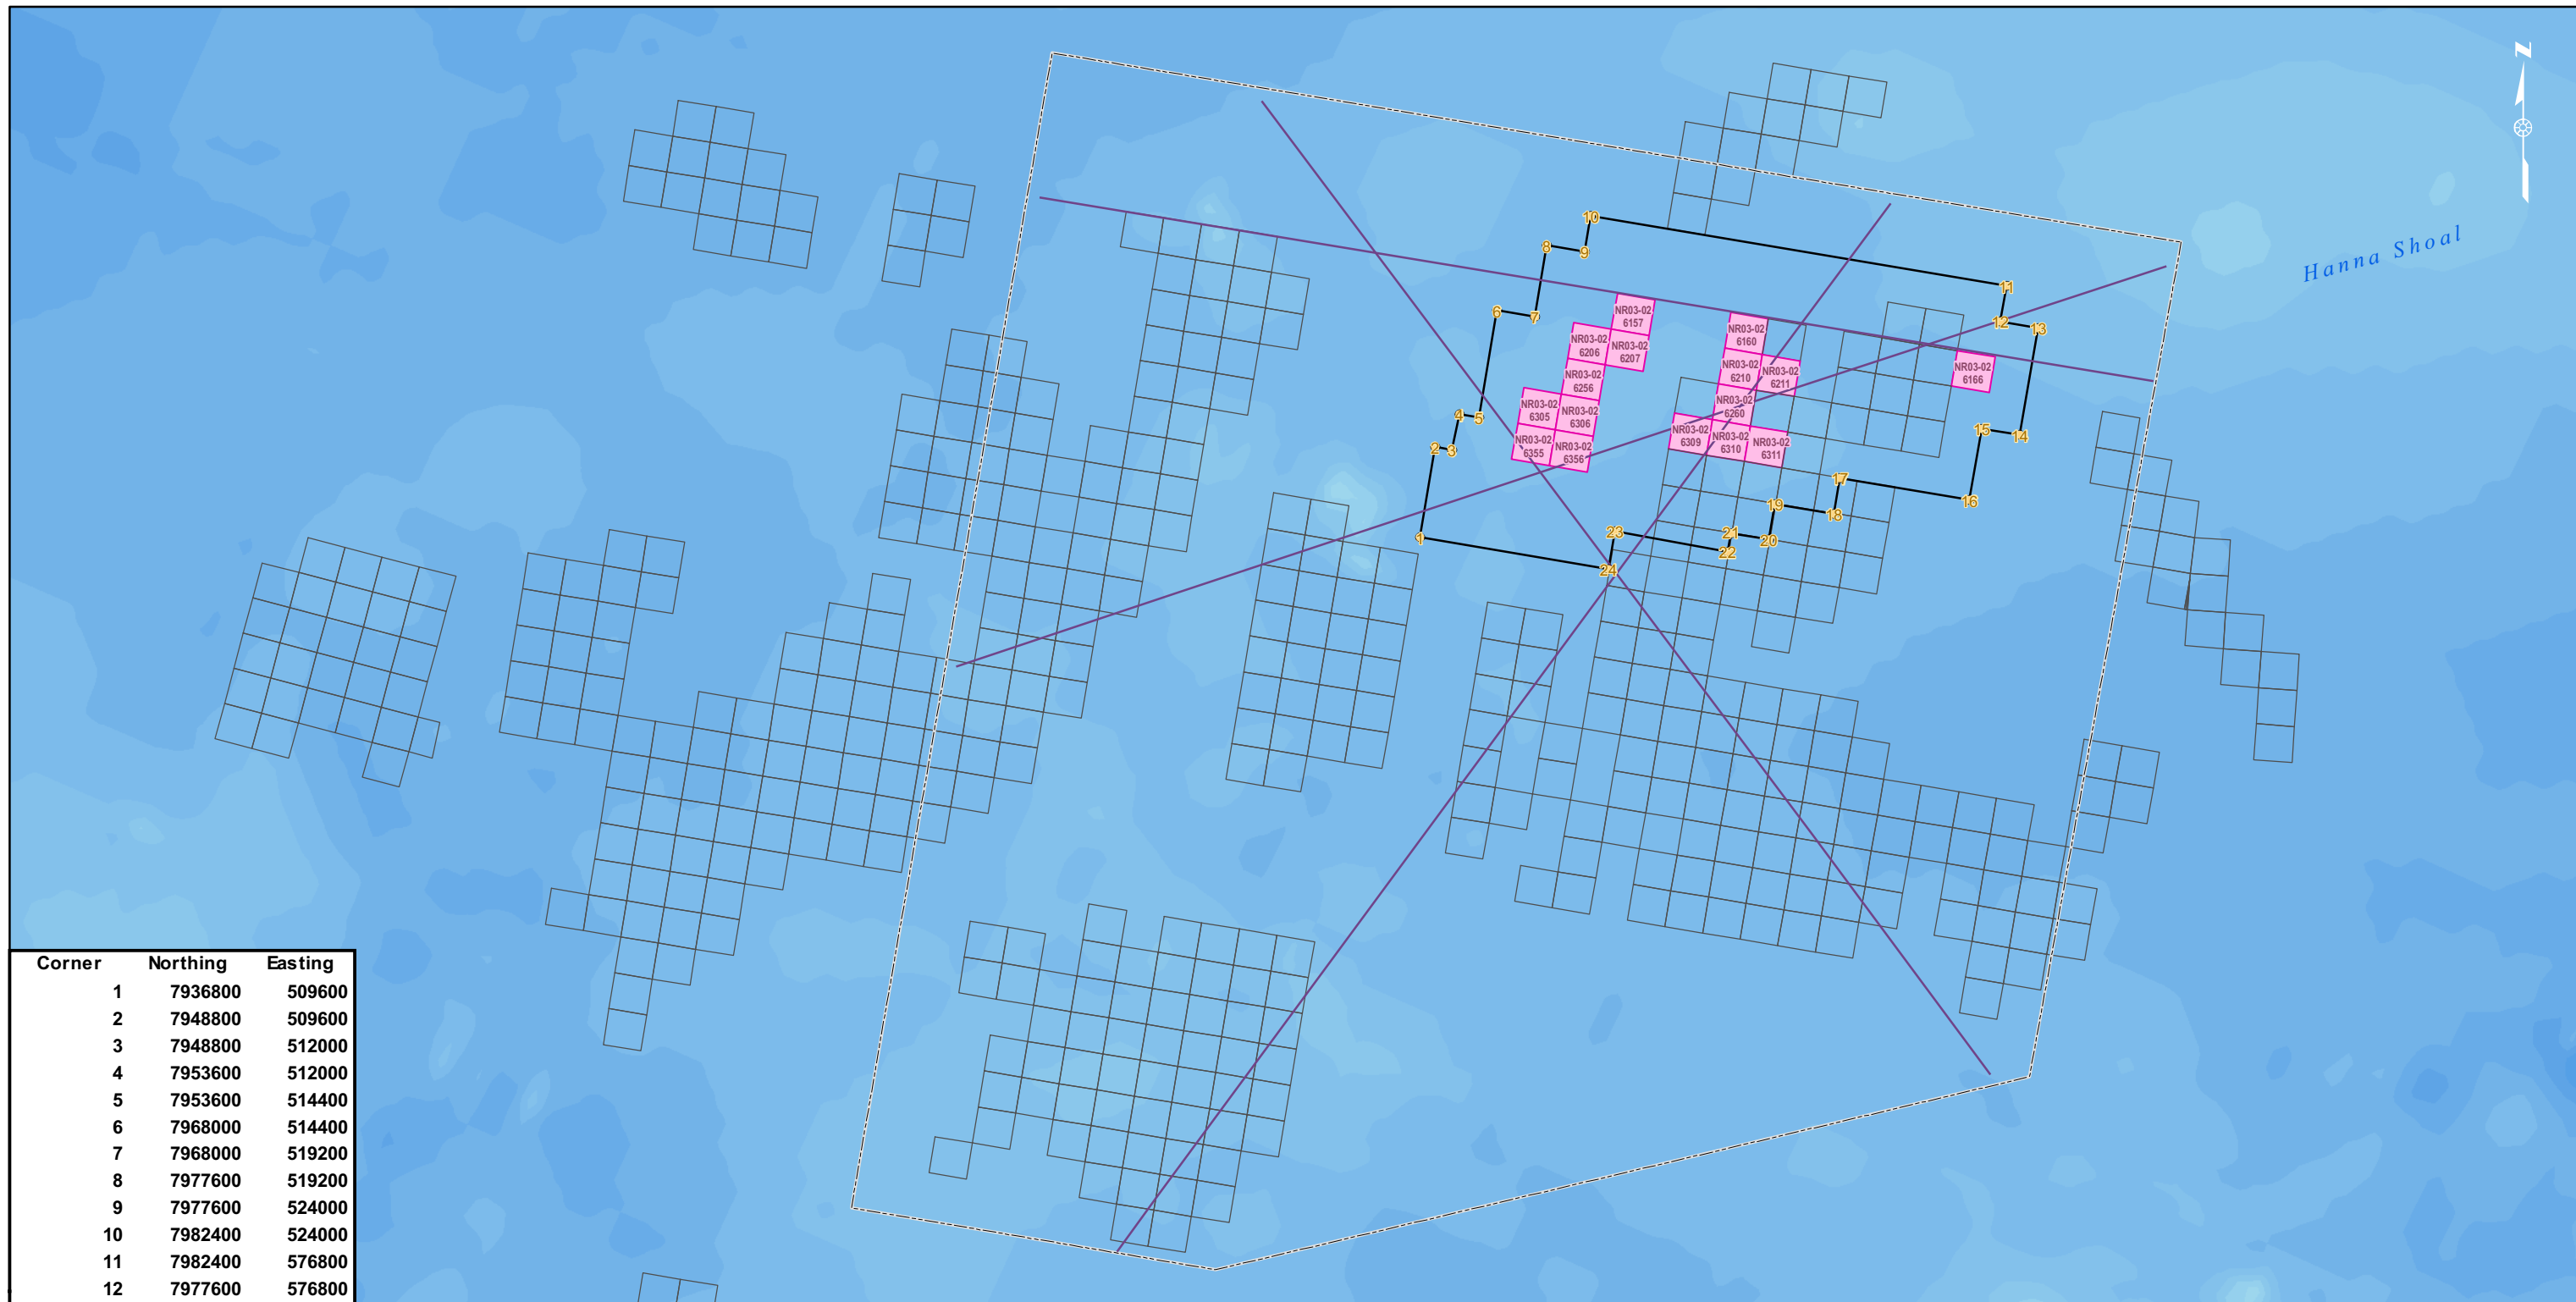 N
Hanna Shoal
10
8
9
11
6
7
12
13
NR03-02
6157
NR03-02
6160
NR03-02
6206
NR03-02
6207
NR03-02
6210
NR03-02
6211
NR03-02
6166
NR03-02
6256
NR03-02
6260
NR03-02
6305
NR03-02
6306
NR03-02
6309
NR03-02
6310
NR03-02
6311
NR03-02
6355
NR03-02
6356
4
5
2
3
15
14
17
16
19
18
1
23
21
20
22
24
Corner Northing Easting
1 7936800 509600
2 7948800 509600
3 7948800 512000
4 7953600 512000
5 7953600 514400
6 7968000 514400
7 7968000 519200
8 7977600 519200
9 7977600 524000
10 7982400 524000
11 7982400 576800
12 7977600 576800